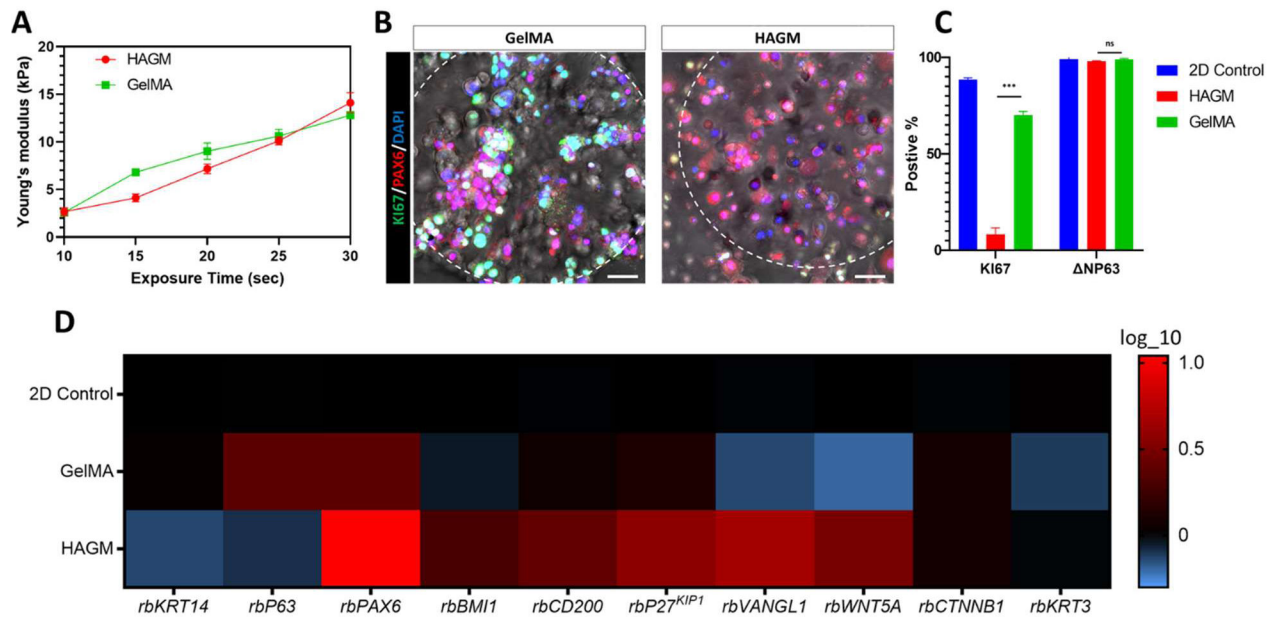 A
20
15
10
5
0
Young's modulus (kPa)
HAGM
GelMA
10 15 20 25 30
Exposure Time (sec)
B
GelMA
HAGM
KI67/PAX6/DAPI
C
100
50
0
Postive %
ns
***
KI67 ΔNP63
2D Control
HAGM
GelMA
D
2D Control
GelMA
HAGM
rbKRT14 rbP63 rbPAX6 rbBMI1 rbCD200 rbP27KIP1 rbVANGL1 rbWNT5A rbCTNNB1 rbKRT3
log_10
1.0
0.5
0